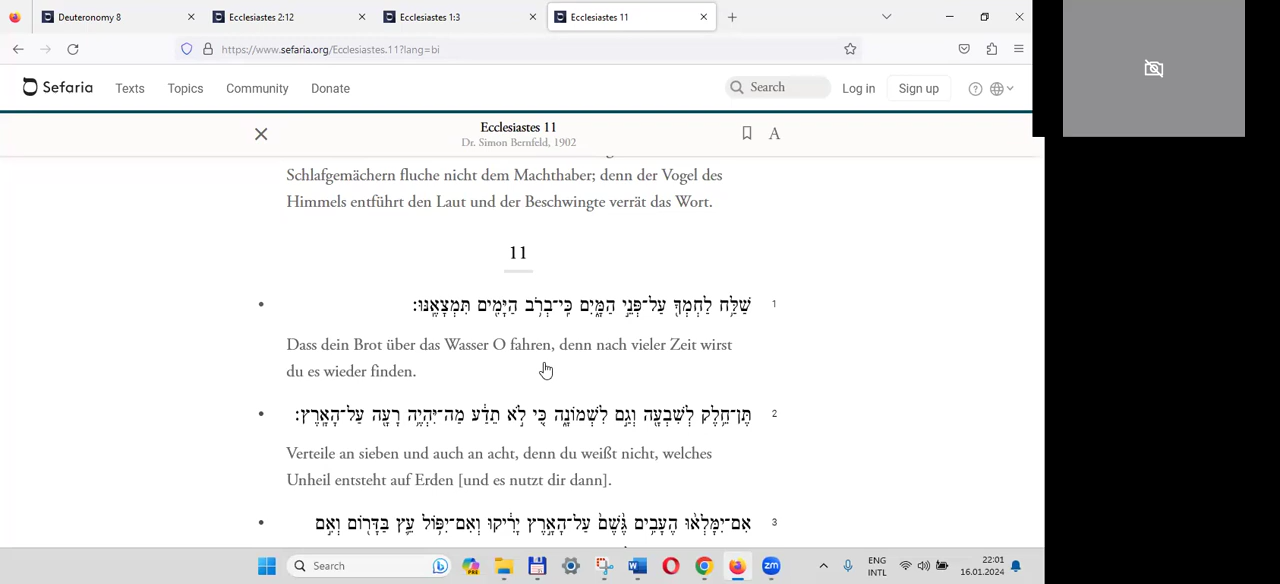 Deuteronomy 8
Ecclesiastes 2:12
Ecclesiastes 1:3
Ecclesiastes 11
https://www.sefaria.org/Ecclesiastes.11?lang=bi
Sefaria
Texts
Topics
Community
Donate
Search
Log in
Sign up
Ecclesiastes 11
Dr. Simon Bernfeld, 1902
Schlafgemächern fluche nicht dem Machthaber; denn der Vogel des
Himmels entführt den Laut und der Beschwingte verrät das Wort.
11
1
שַׁלַּ֥ח לַחְמְךָ֖ עַל־פְּנֵ֣י הַמָּ֑יִם כִּֽי־בְרֹ֥ב הַיָּמִ֖ים תִּמְצָאֶֽנּוּ׃
Dass dein Brot über das Wasser O fahren, denn nach vieler Zeit wirst
du es wieder finden.
2
תֶּן־חֵ֥לֶק לְשִׁבְעָ֖ה וְגַ֣ם לִשְׁמוֹנָ֑ה כִּ֚י לֹ֣א תֵדַ֔ע מַה־יִּהְיֶ֥ה רָעָ֖ה עַל־הָאָֽרֶץ׃
Verteile an sieben und auch an acht, denn du weißt nicht, welches
Unheil entsteht auf Erden [und es nutzt dir dann].
3
אִם־יִמָּלְא֨וּ הֶעָבִ֥ים גֶּ֙שֶׁם֙ עַל־הָאָ֣רֶץ יָרִ֔יקוּ וְאִם־יִפּ֥וֹל עֵ֛ץ בַּדָּר֖וֹם וְאִ֣ם
Search
ENG
INTL
22:01
16.01.2024